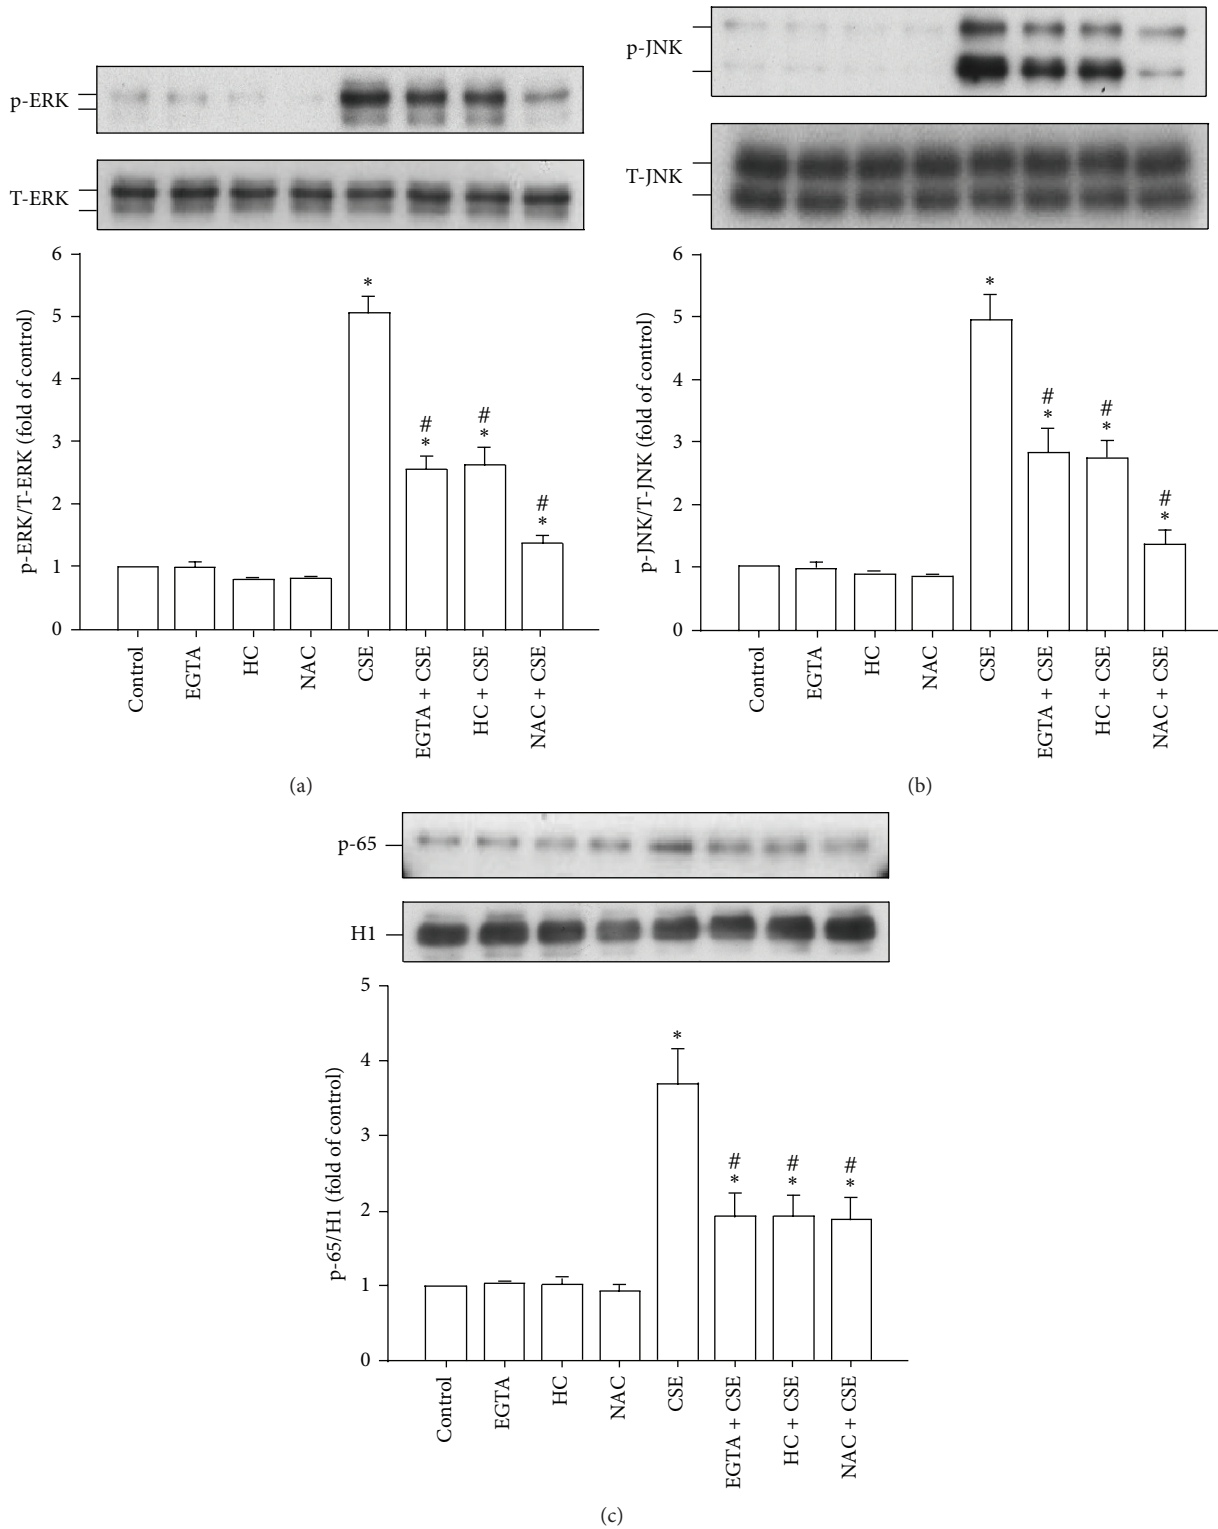 p-ERK
T-ERK
6
5
4
3
2
1
0
p-ERK/T-ERK (fold of control)
*
#
*
#
*
#
*
Control
EGTA
HC
NAC
CSE
EGTA + CSE
HC + CSE
NAC + CSE
(a)
p-JNK
T-JNK
6
5
4
3
2
1
0
p-JNK/T-JNK (fold of control)
*
#
*
#
*
#
*
Control
EGTA
HC
NAC
CSE
EGTA + CSE
HC + CSE
NAC + CSE
(b)
p-65
H1
5
4
3
2
1
0
p-65/H1 (fold of control)
*
#
*
#
*
#
*
Control
EGTA
HC
NAC
CSE
EGTA + CSE
HC + CSE
NAC + CSE
(c)